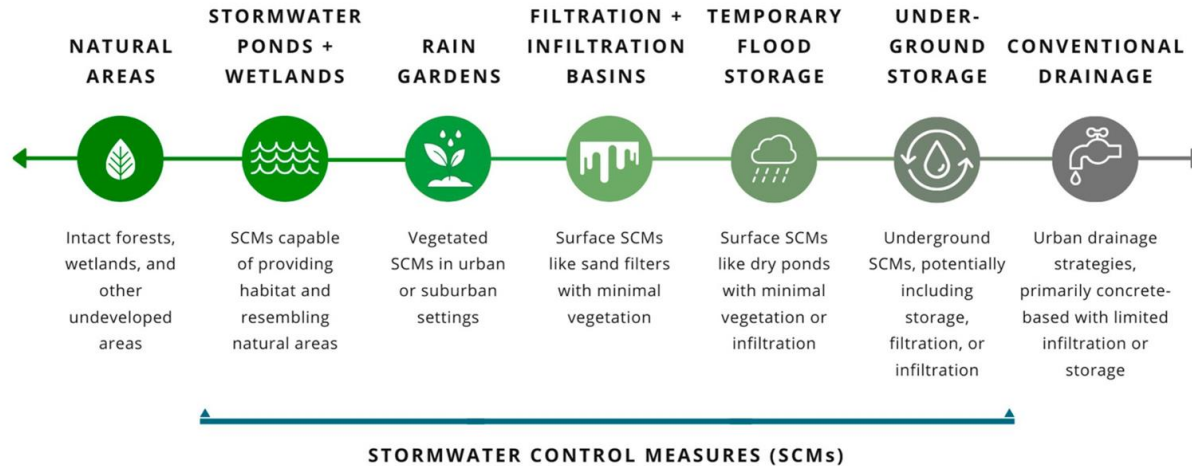 NATURAL
AREAS
STORMWATER
PONDS +
WETLANDS
RAIN
GARDENS
FILTRATION +
INFILTRATION
BASINS
TEMPORARY
FLOOD
STORAGE
UNDER-
GROUND
STORAGE
CONVENTIONAL
DRAINAGE
Intact forests,
wetlands, and
other
undeveloped
areas
SCMs capable
of providing
habitat and
resembling
natural areas
Vegetated
SCMs in urban
or suburban
settings
Surface SCMs
like sand filters
with minimal
vegetation
Surface SCMs
like dry ponds
with minimal
vegetation or
infiltration
Underground
SCMs, potentially
including
storage,
filtration, or
infiltration
Urban drainage
strategies,
primarily concrete-
based with limited
infiltration or
storage
STORMWATER CONTROL MEASURES (SCMs)